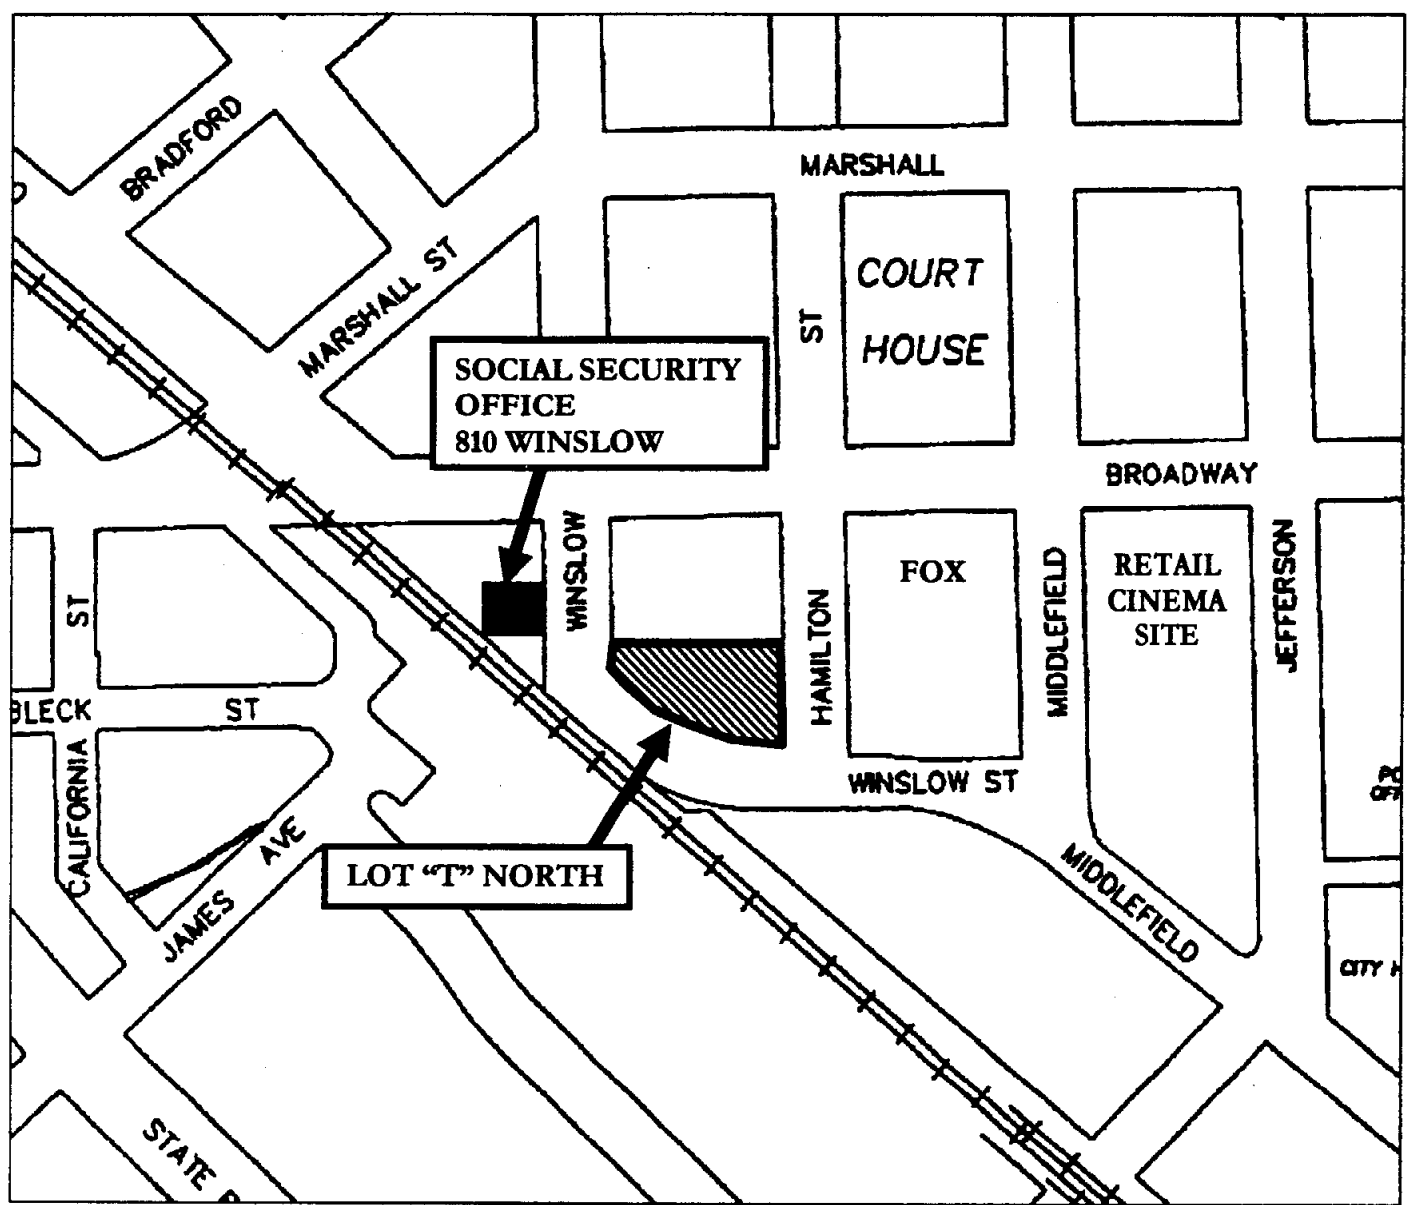 BRADFORD
MARSHALL
MARSHALL ST
COURT
HOUSE
ST
SOCIAL SECURITY
OFFICE
810 WINSLOW
BROADWAY
WINSLOW
FOX
RETAIL
CINEMA
SITE
JEFFERSON
MIDDLEFIELD
HAMILTON
ST
BLECK ST
CALIFORNIA
WINSLOW ST
LOT “T” NORTH
JAMES AVE
MIDDLEFIELD
CITY H
STATE